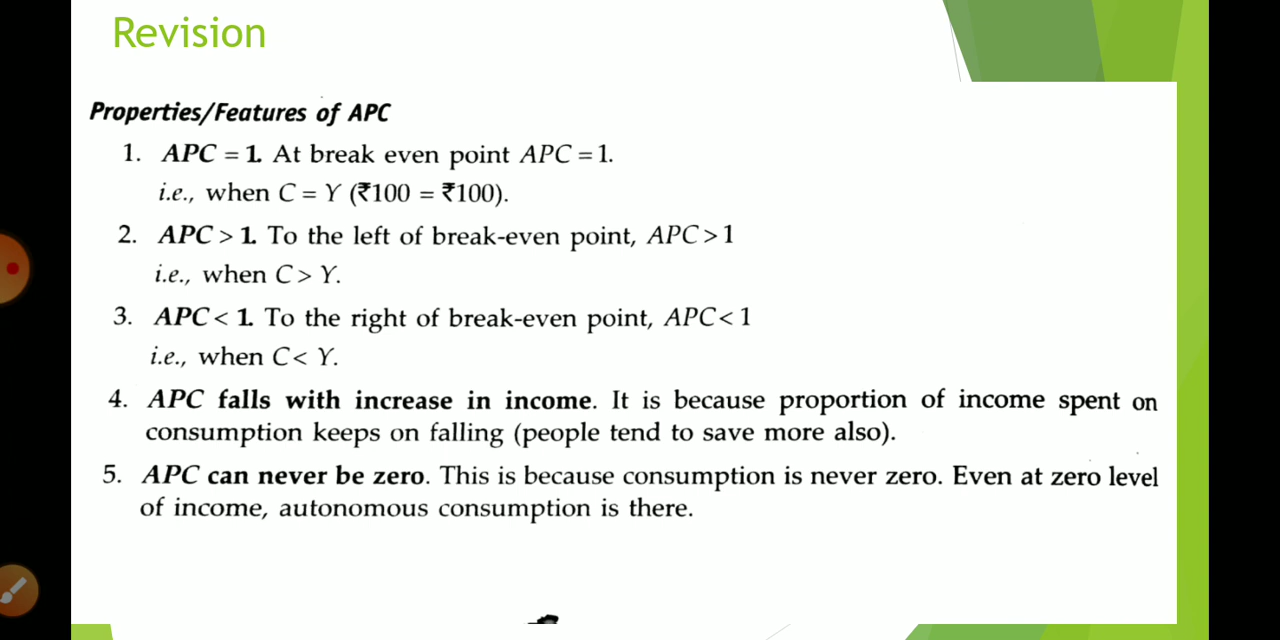 Revision
Properties/Features of APC
1. APC = 1. At break even point APC = 1.
i.e., when C = Y (₹100 = ₹100).
2. APC > 1. To the left of break-even point, APC > 1
i.e., when C > Y.
3. APC < 1. To the right of break-even point, APC < 1
i.e., when C < Y.
4. APC falls with increase in income. It is because proportion of income spent on
consumption keeps on falling (people tend to save more also).
5. APC can never be zero. This is because consumption is never zero. Even at zero level
of income, autonomous consumption is there.